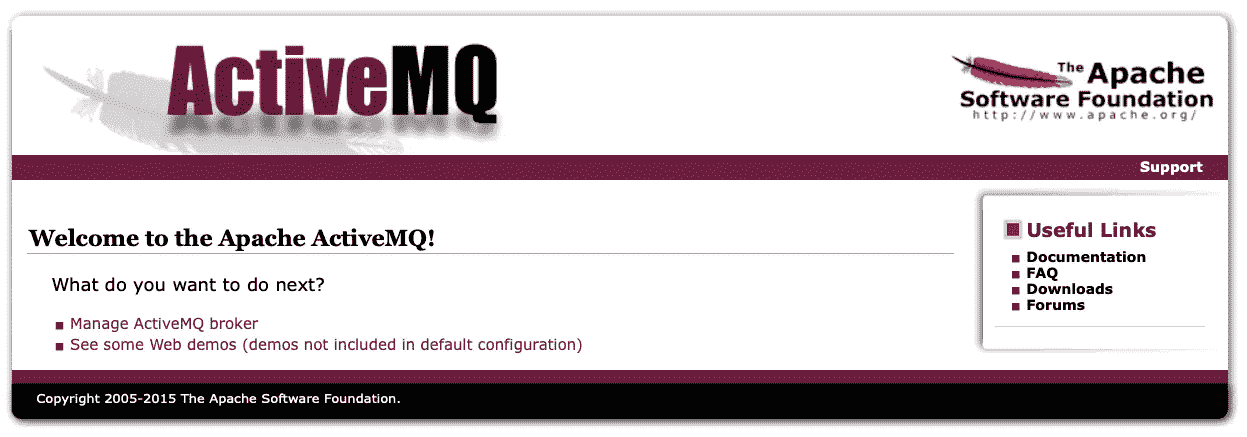 ActiveMQ
The Apache
Software Foundation
http://www.apache.org/
Support
Welcome to the Apache ActiveMQ!
What do you want to do next?
Manage ActiveMQ broker
See some Web demos (demos not included in default configuration)
Useful Links
Documentation
FAQ
Downloads
Forums
Copyright 2005-2015 The Apache Software Foundation.